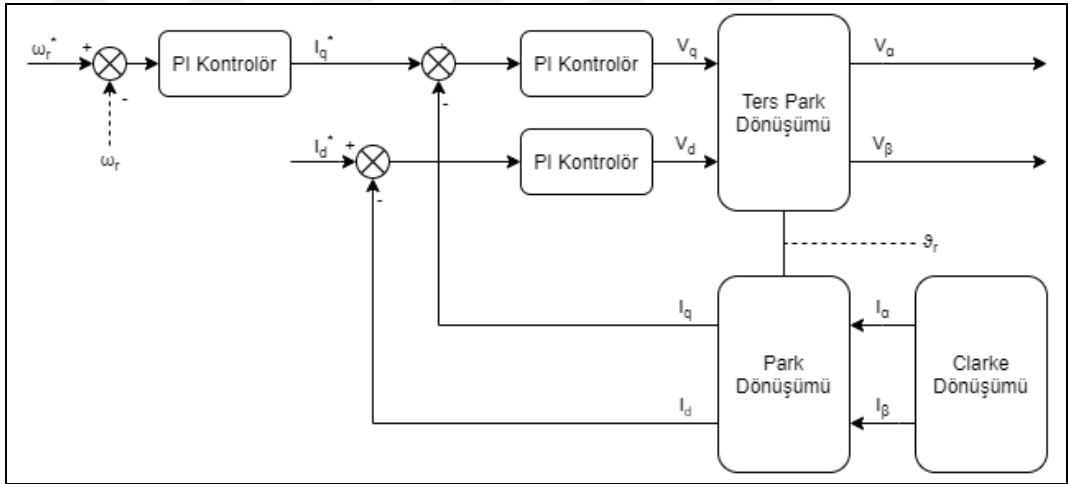 ωr* + PI Kontrolör Iq* PI Kontrolör Vq Vα
-
-
ωr
Ters Park
Dönüşümü
Id* + PI Kontrolör Vd Vβ
-
ϑr
Iq Iα
Park
Dönüşümü
Clarke
Dönüşümü
Id Iβ